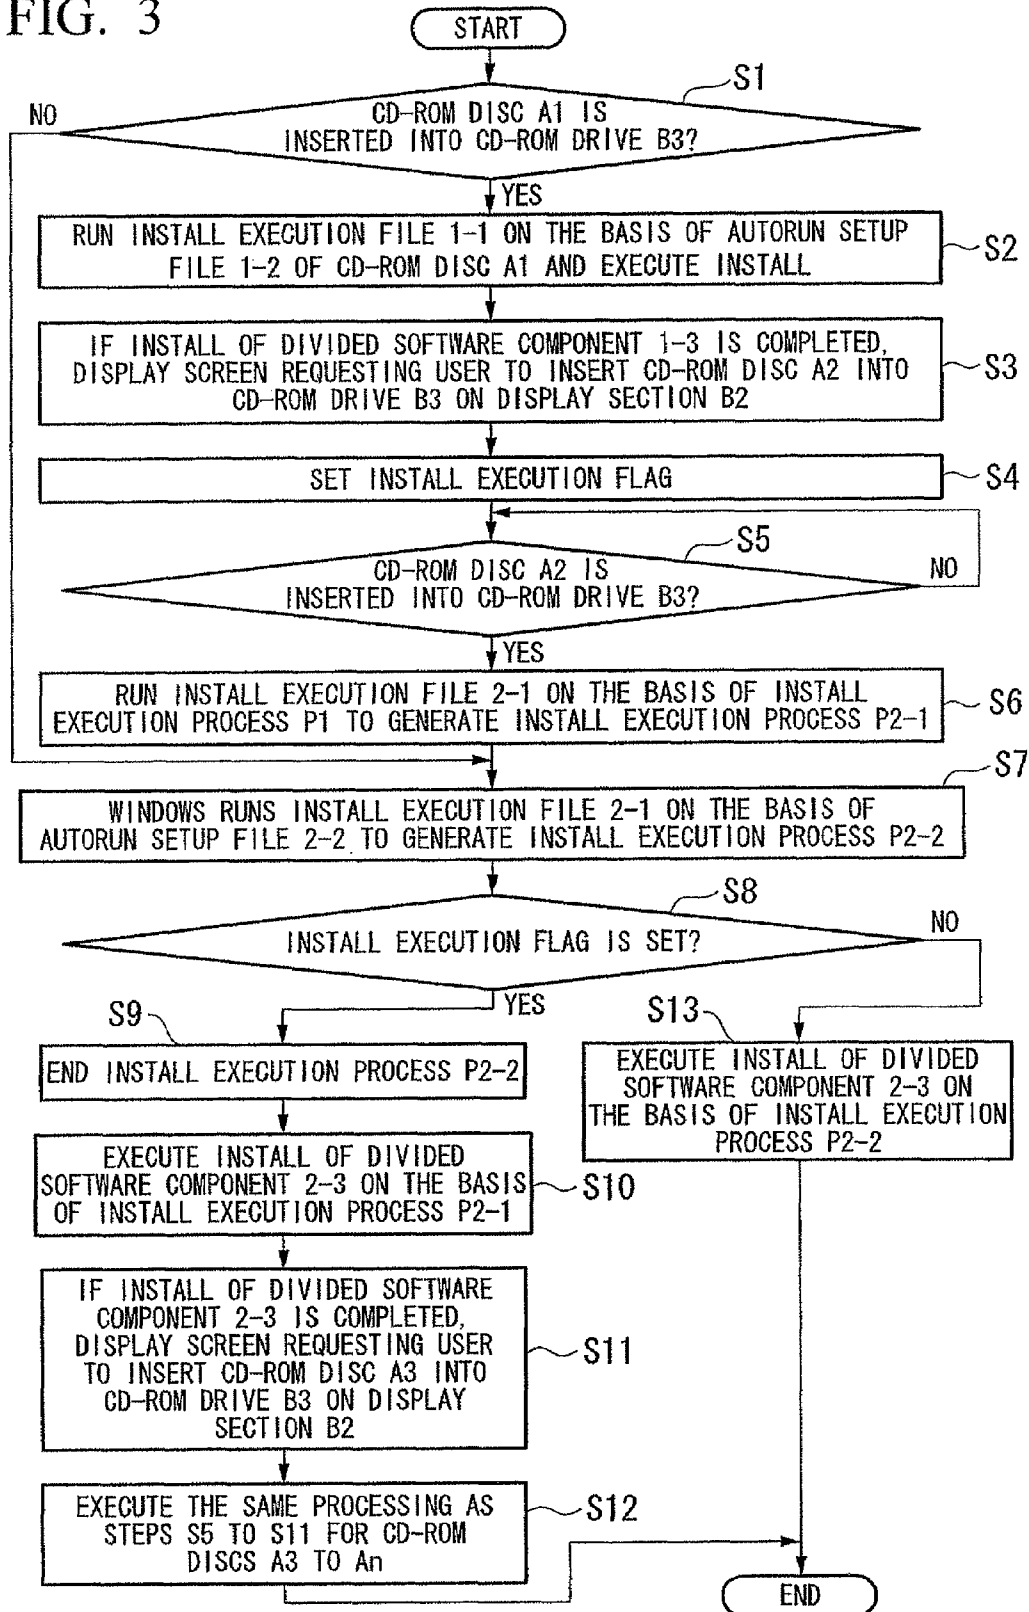 FIG. 3
START
S1
CD-ROM DISC A1 IS
INSERTED INTO CD-ROM DRIVE B3?
NO
YES
RUN INSTALL EXECUTION FILE 1-1 ON THE BASIS OF AUTORUN SETUP
FILE 1-2 OF CD-ROM DISC A1 AND EXECUTE INSTALL
S2
IF INSTALL OF DIVIDED SOFTWARE COMPONENT 1-3 IS COMPLETED,
DISPLAY SCREEN REQUESTING USER TO INSERT CD-ROM DISC A2 INTO
CD-ROM DRIVE B3 ON DISPLAY SECTION B2
S3
SET INSTALL EXECUTION FLAG
S4
S5
CD-ROM DISC A2 IS
INSERTED INTO CD-ROM DRIVE B3?
NO
YES
RUN INSTALL EXECUTION FILE 2-1 ON THE BASIS OF INSTALL
EXECUTION PROCESS P1 TO GENERATE INSTALL EXECUTION PROCESS P2-1
S6
S7
WINDOWS RUNS INSTALL EXECUTION FILE 2-1 ON THE BASIS OF
AUTORUN SETUP FILE 2-2 TO GENERATE INSTALL EXECUTION PROCESS P2-2
S8
INSTALL EXECUTION FLAG IS SET?
NO
YES
S9
END INSTALL EXECUTION PROCESS P2-2
S13
EXECUTE INSTALL OF DIVIDED
SOFTWARE COMPONENT 2-3 ON
THE BASIS OF INSTALL EXECUTION
PROCESS P2-2
EXECUTE INSTALL OF DIVIDED
SOFTWARE COMPONENT 2-3 ON THE BASIS
OF INSTALL EXECUTION PROCESS P2-1
S10
IF INSTALL OF DIVIDED SOFTWARE
COMPONENT 2-3 IS COMPLETED,
DISPLAY SCREEN REQUESTING USER
TO INSERT CD-ROM DISC A3 INTO
CD-ROM DRIVE B3 ON DISPLAY
SECTION B2
S11
EXECUTE THE SAME PROCESSING AS
STEPS S5 TO S11 FOR CD-ROM
DISCS A3 TO An
S12
END